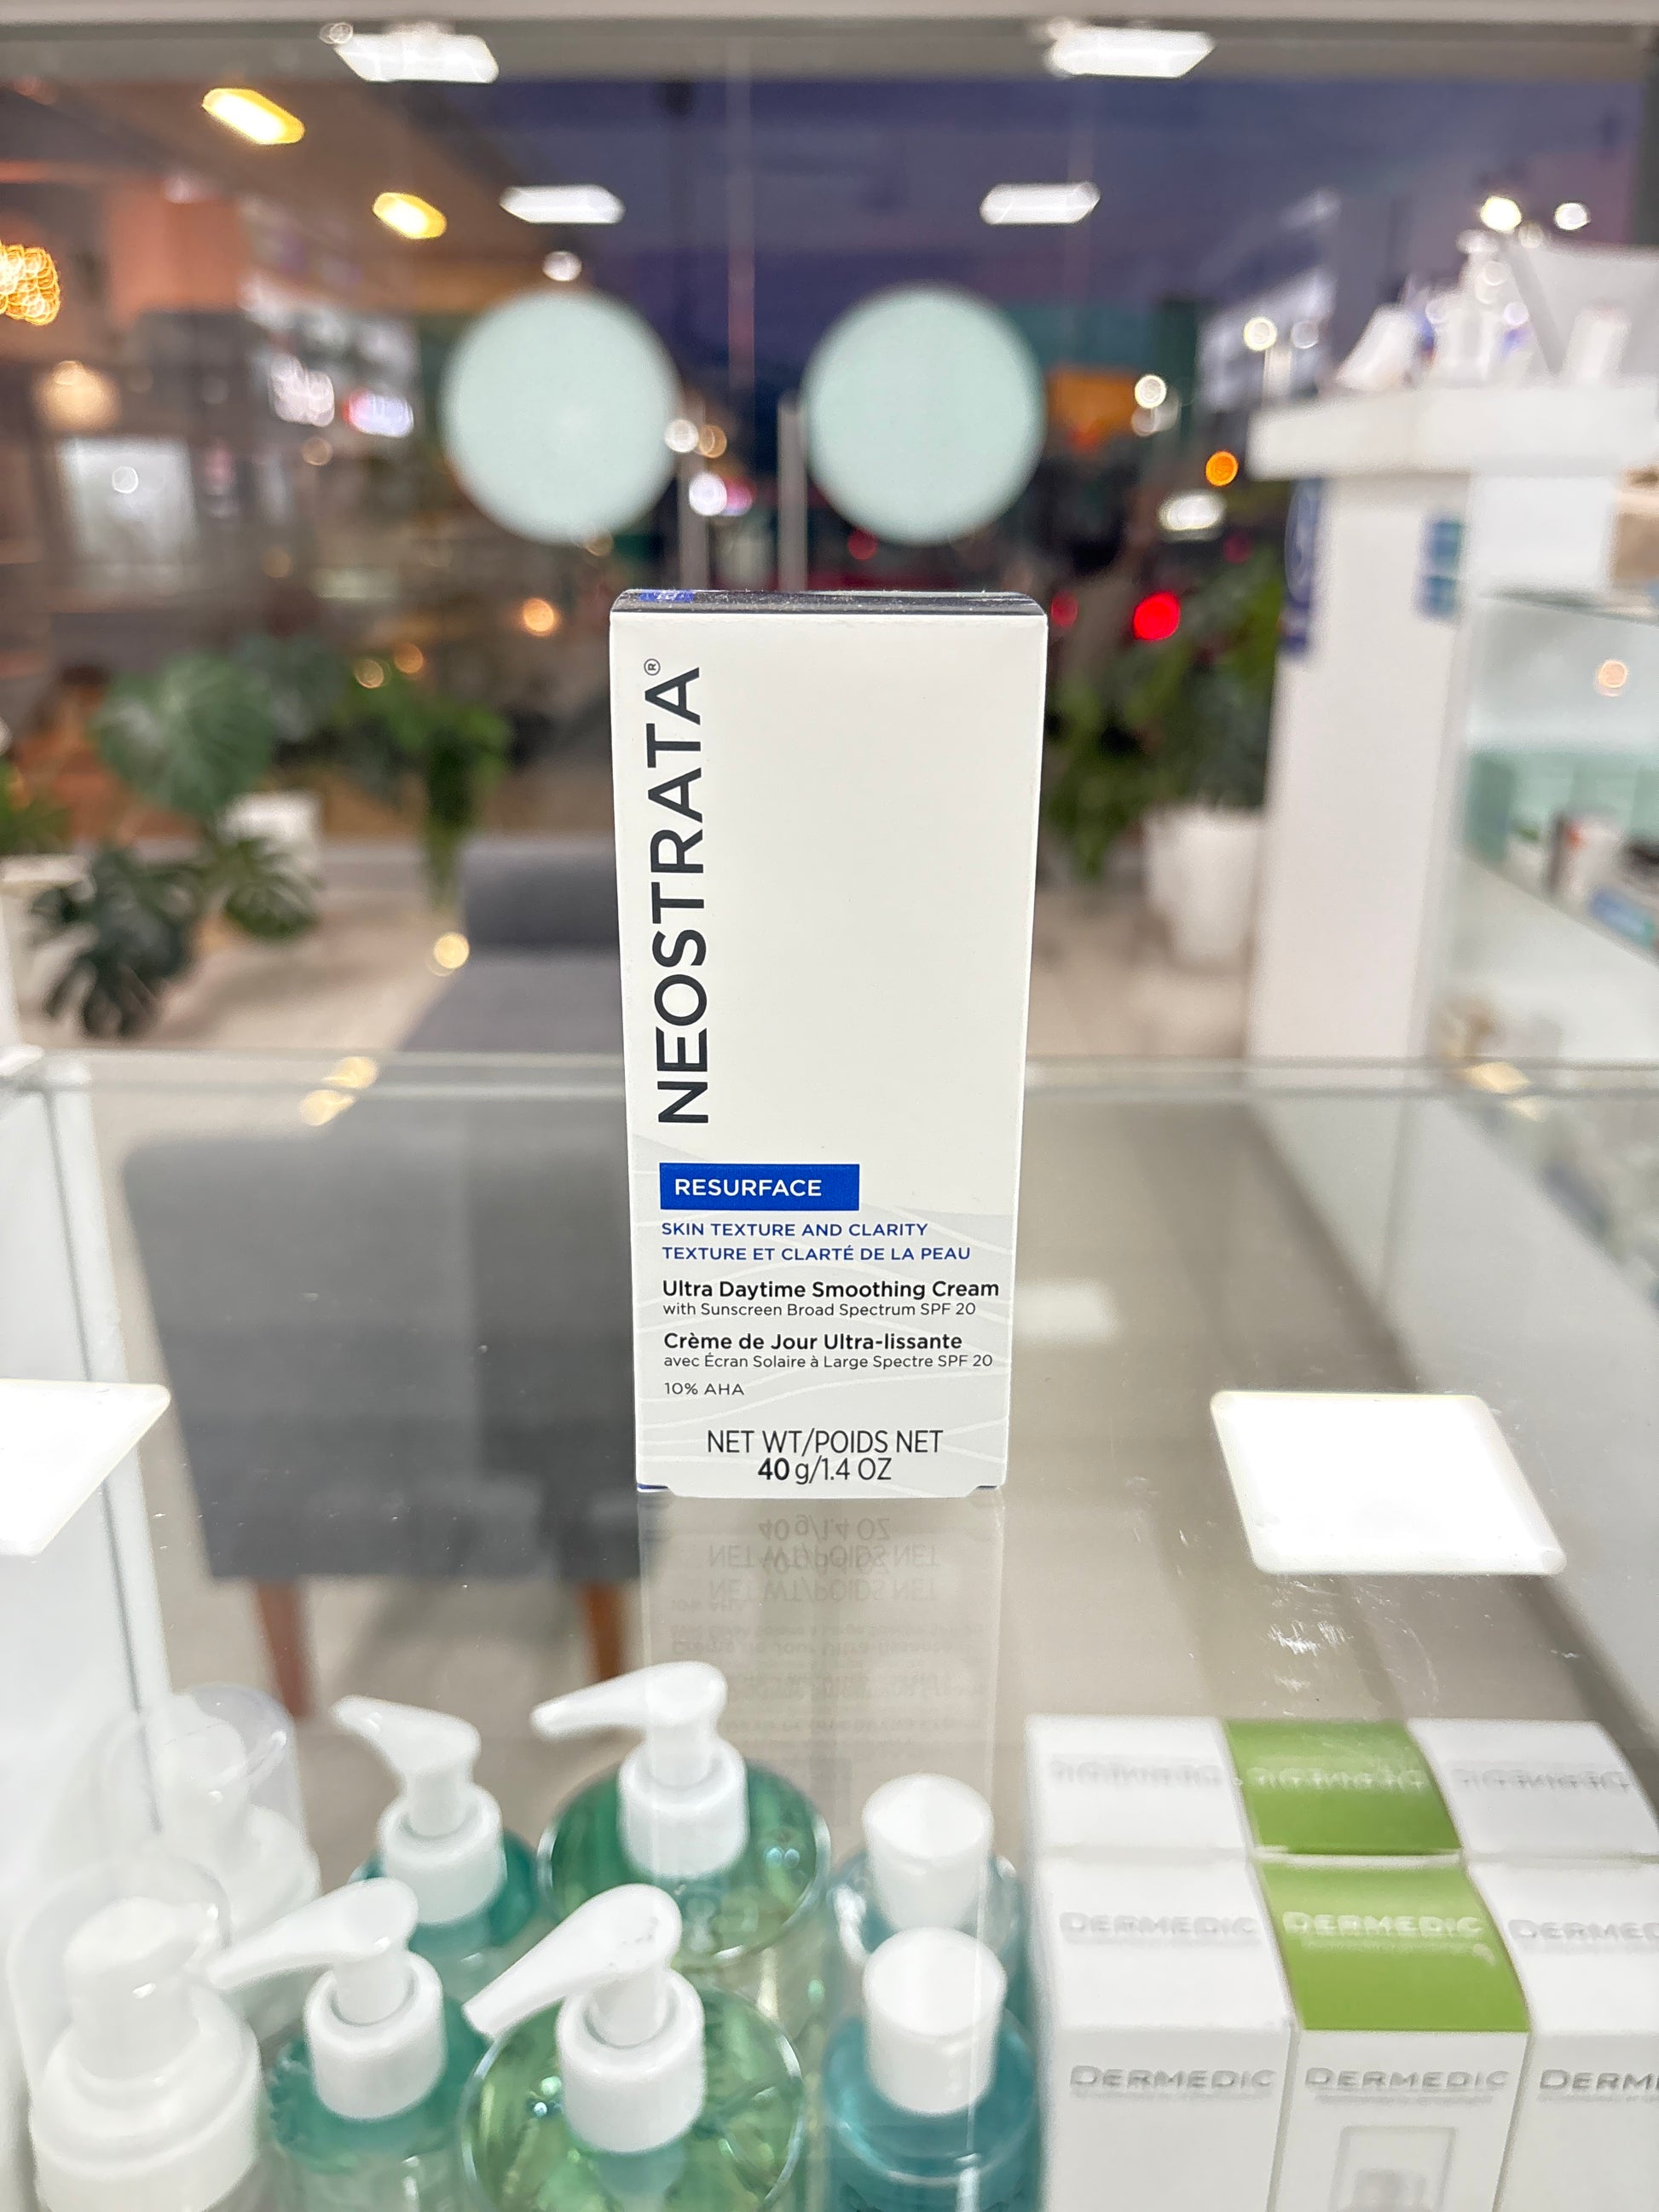 NEOSTRATA®
RESURFACE
SKIN TEXTURE AND CLARITY
TEXTURE ET CLARTÉ DE LA PEAU
Ultra Daytime Smoothing Cream
with Sunscreen Broad Spectrum SPF 20
Crème de Jour Ultra-lissante
avec Écran Solaire à Large Spectre SPF 20
10% AHA
NET WT/POIDS NET
40 g/1.4 OZ
DERMEDIC DERMEDIC
DERMEDIC DERMEDIC